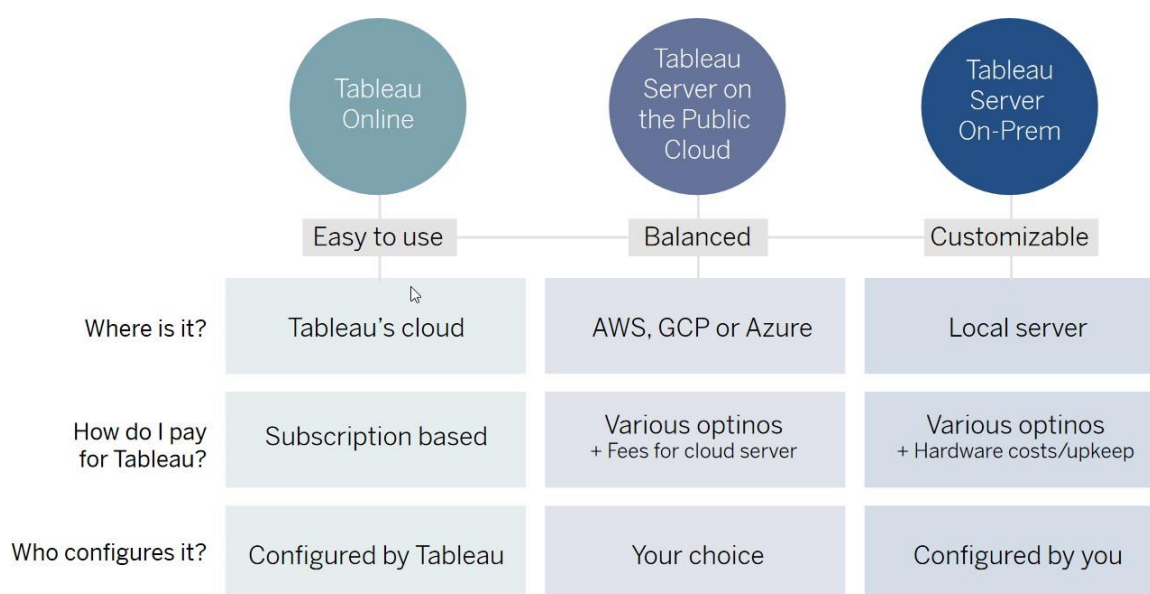 Tableau
Online
Tableau
Server on
the Public
Cloud
Tableau
Server
On-Prem
Easy to use
Balanced
Customizable
Where is it?
Tableau's cloud
AWS, GCP or Azure
Local server
How do I pay
for Tableau?
Subscription based
Various optinos
+ Fees for cloud server
Various optinos
+ Hardware costs/upkeep
Who configures it?
Configured by Tableau
Your choice
Configured by you